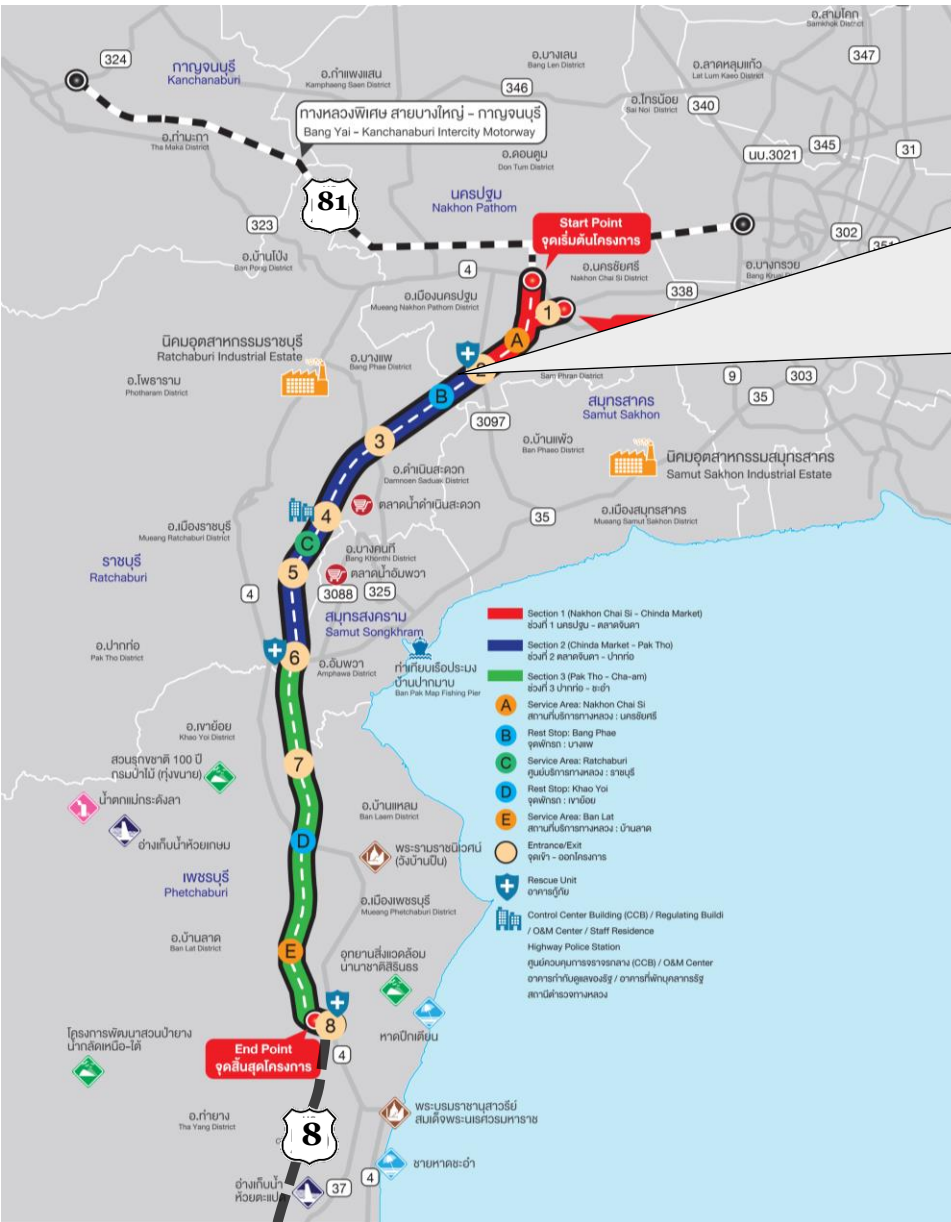 อ.สามโคก
Samkhok District
347
324
กาญจนบุรี
Kanchanaburi
อ.กำแพงแสน
Kamphaeng Saen District
อ.บางเลน
Bang Len District
อ.ลาดหลุมแก้ว
Lat Lum Kaeo District
346
อ.ไทรน้อย
Sai Noi District
340
ทางหลวงพิเศษ สายบางใหญ่ - กาญจนบุรี
Bang Yai - Kanchanaburi Intercity Motorway
อ.ท่ามะกา
Tha Maka District
อ.ดอนตูม
Don Tum District
นบ.3021
345
31
81
นครปฐม
Nakhon Pathom
323
Start Point
จุดเริ่มต้นโครงการ
302
351
อ.บ้านโป่ง
Ban Pong District
4
อ.นครชัยศรี
Nakhon Chai Si District
อ.บางกรวย
338
อ.เมืองนครปฐม
Mueang Nakhon Pathom District
1
A
นิคมอุตสาหกรรมราชบุรี
Ratchaburi Industrial Estate
อ.บางแพ
Bang Phae District
2
Sam Phran District
อ.โพธาราม
Photharam District
9
303
35
B
สมุทรสาคร
Samut Sakhon
3097
3
อ.บ้านแพ้ว
Ban Phaeo District
นิคมอุตสาหกรรมสมุทรสาคร
Samut Sakhon Industrial Estate
อ.ดำเนินสะดวก
Damnoen Saduak District
ตลาดน้ำดำเนินสะดวก
4
35
อ.เมืองสมุทรสาคร
Mueang Samut Sakhon District
อ.เมืองราชบุรี
Mueang Ratchaburi District
C
อ.บางคนที
Bang Khonthi District
ราชบุรี
Ratchaburi
5
ตลาดน้ำอัมพวา
4
3088
325
สมุทรสงคราม
Samut Songkhram
อ.ปากท่อ
Pak Tho District
6
อ.อัมพวา
Amphawa District
ท่าเทียบเรือประมง
บ้านปากมาบ
Ban Pak Map Fishing Pier
Section 1 (Nakhon Chai Si - Chinda Market)
ช่วงที่ 1 นครปฐม - ตลาดจินดา
Section 2 (Chinda Market - Pak Tho)
ช่วงที่ 2 ตลาดจินดา - ปากท่อ
Section 3 (Pak Tho - Cha-am)
ช่วงที่ 3 ปากท่อ - ชะอำ
A
Service Area: Nakhon Chai Si
สถานที่บริการทางหลวง : นครชัยศรี
B
Rest Stop: Bang Phae
จุดพักรถ : บางแพ
C
Service Area: Ratchaburi
ศูนย์บริการทางหลวง : ราชบุรี
D
Rest Stop: Khao Yoi
จุดพักรถ : เขาย้อย
E
Service Area: Ban Lat
สถานที่บริการทางหลวง : บ้านลาด
Entrance/Exit
จุดเข้า - ออกโครงการ
Rescue Unit
อาคารกู้ภัย
Control Center Building (CCB) / Regulating Buildi
/ O&M Center / Staff Residence
Highway Police Station
ศูนย์ควบคุมการจราจรกลาง (CCB) / O&M Center
อาคารกำกับดูแลของรัฐ / อาคารที่พักบุคลากรรัฐ
สถานีตำรวจทางหลวง
อ.เขาย้อย
Khao Yoi District
สวนรุกขชาติ 100 ปี
กรมป่าไม้ (ทุ่งขนาย)
7
น้ำตกแม่กระดังลา
อ.บ้านแหลม
Ban Laem District
อ่างเก็บน้ำห้วยเกษม
D
พระรามราชนิเวศน์
(วังบ้านปืน)
เพชรบุรี
Phetchaburi
อ.เมืองเพชรบุรี
Mueang Phetchaburi District
อ.บ้านลาด
Ban Lat District
E
อุทยานสิ่งแวดล้อม
นานาชาติสิรินธร
8
หาดปึกเตียน
โครงการพัฒนาสวนป่ายาง
น้ำกลัดเหนือ-ใต้
End Point
จุดสิ้นสุดโครงการ
4
อ.ท่ายาง
Tha Yang District
8
พระบรมราชานุสาวรีย์
สมเด็จพระนเรศวรมหาราช
ชายหาดชะอำ
อ่างเก็บน้ำ
37
4